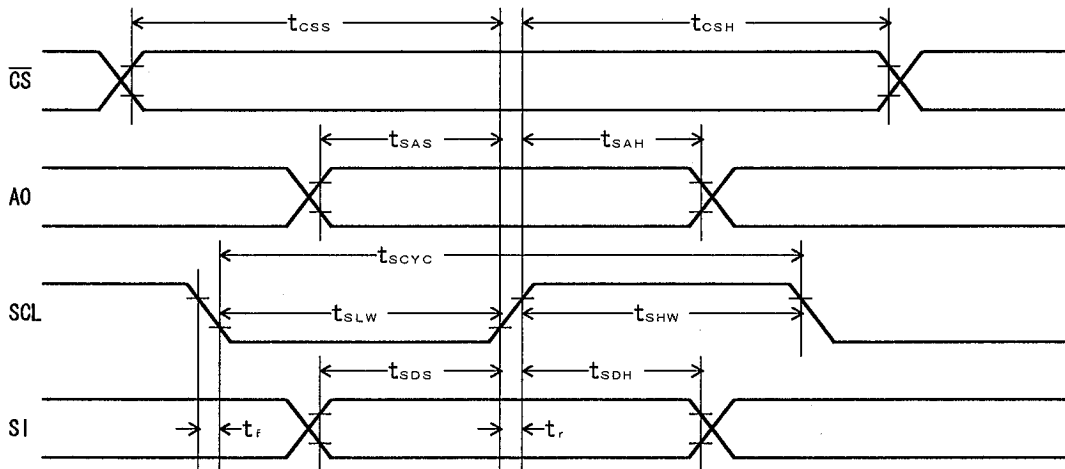 tCSS tCSH
CS
tSAS tSAH
A0
tSCYC
SCL tSLW tSHW
tSDS tSDH
SI tf tr